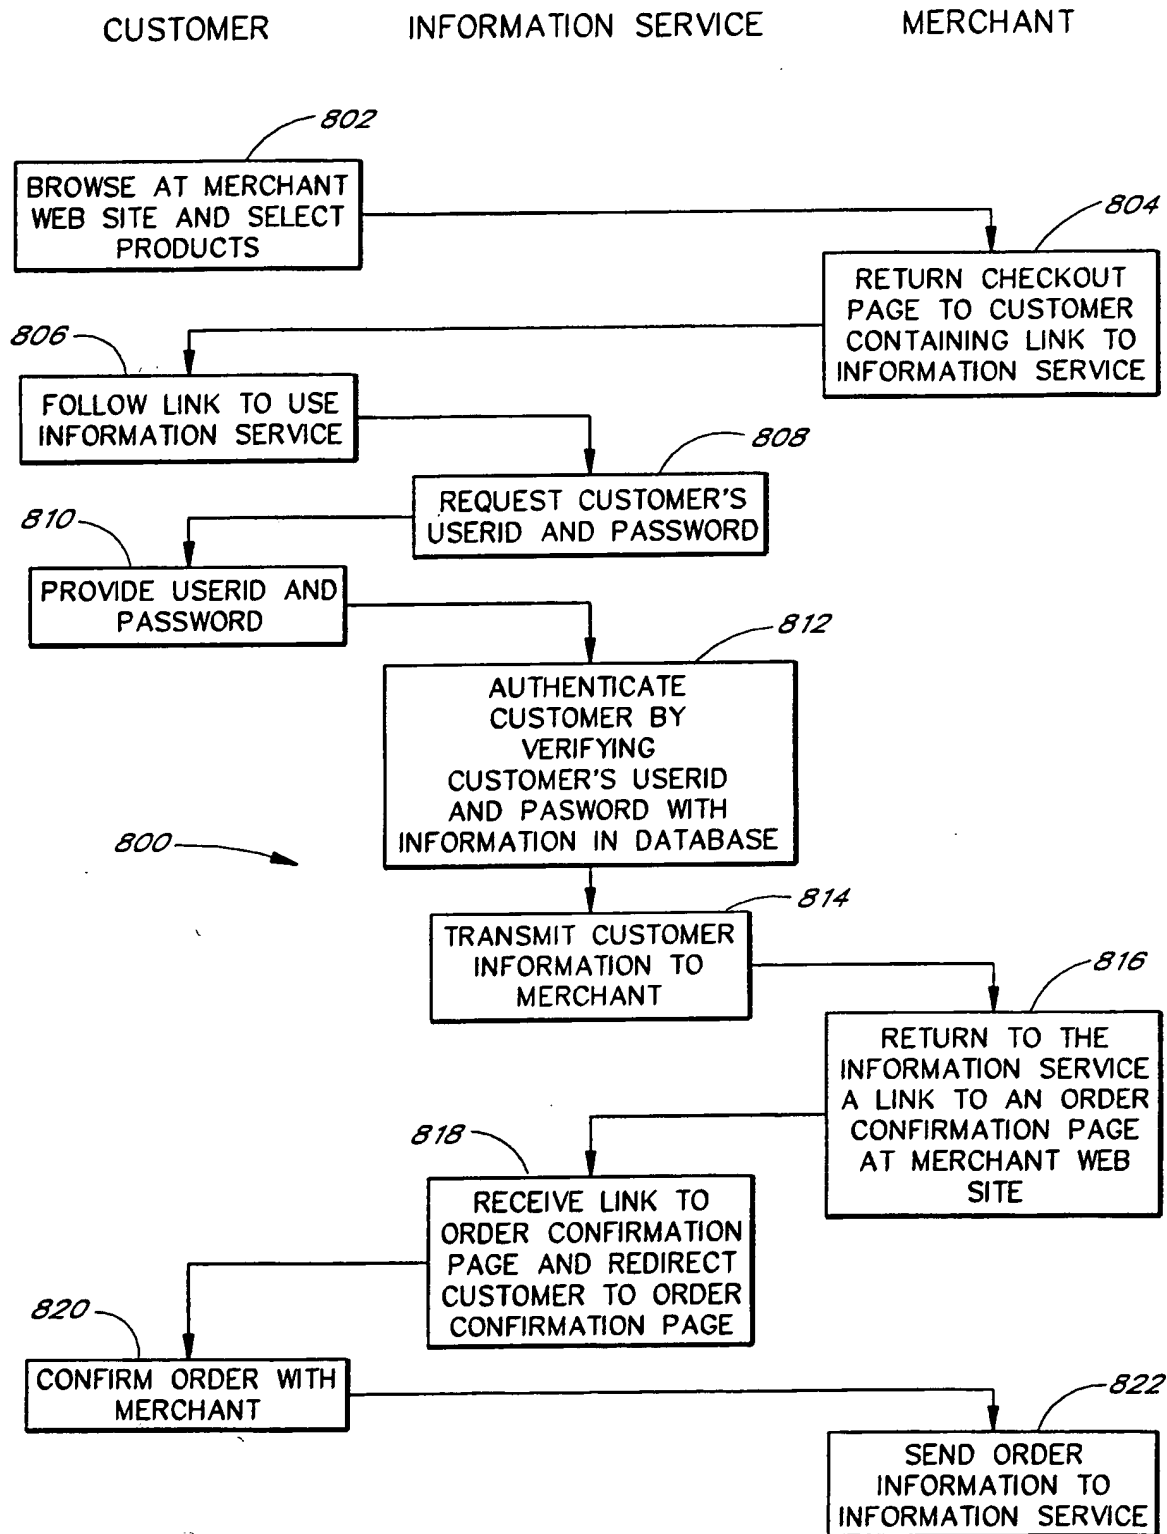 CUSTOMER
INFORMATION SERVICE
MERCHANT
802
BROWSE AT MERCHANT
WEB SITE AND SELECT
PRODUCTS
804
RETURN CHECKOUT
PAGE TO CUSTOMER
CONTAINING LINK TO
INFORMATION SERVICE
806
FOLLOW LINK TO USE
INFORMATION SERVICE
808
REQUEST CUSTOMER'S
USERID AND PASSWORD
810
PROVIDE USERID AND
PASSWORD
812
AUTHENTICATE
CUSTOMER BY
VERIFYING
CUSTOMER'S USERID
AND PASWORD WITH
INFORMATION IN DATABASE
800
814
TRANSMIT CUSTOMER
INFORMATION TO
MERCHANT
816
RETURN TO THE
INFORMATION SERVICE
A LINK TO AN ORDER
CONFIRMATION PAGE
AT MERCHANT WEB
SITE
818
RECEIVE LINK TO
ORDER CONFIRMATION
PAGE AND REDIRECT
CUSTOMER TO ORDER
CONFIRMATION PAGE
820
CONFIRM ORDER WITH
MERCHANT
822
SEND ORDER
INFORMATION TO
INFORMATION SERVICE